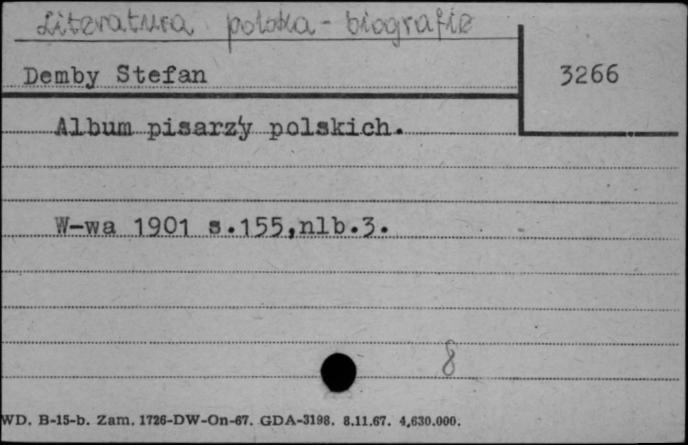 Literatura polska - biografie
Demby Stefan
3266
Album pisarzy polskich.
W-wa 1901 s.155,nlb.3.
8
WD. B-15-b. Zam. 1726-DW-On-67. GDA-3198. 8.11.67. 4,630.000.